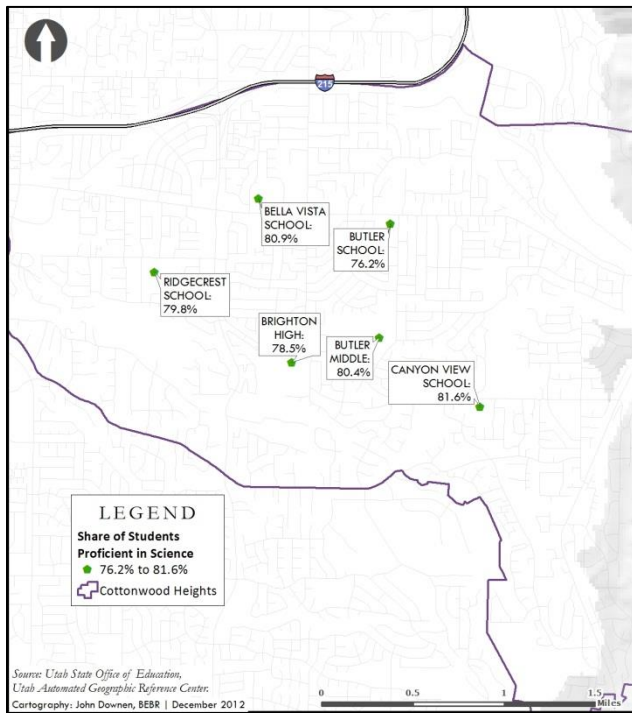 215
BELLA VISTA
SCHOOL:
80.9%
BUTLER
SCHOOL:
76.2%
RIDGECREST
SCHOOL:
79.8%
BRIGHTON
HIGH:
78.5%
BUTLER
MIDDLE:
80.4%
CANYON VIEW
SCHOOL:
81.6%
LEGEND
Share of Students
Proficient in Science
76.2% to 81.6%
Cottonwood Heights
Source: Utah State Office of Education,
Utah Automated Geographic Reference Center.
Cartography: John Downen, BEBR | December 2012
0 0.5 1 1.5
Miles